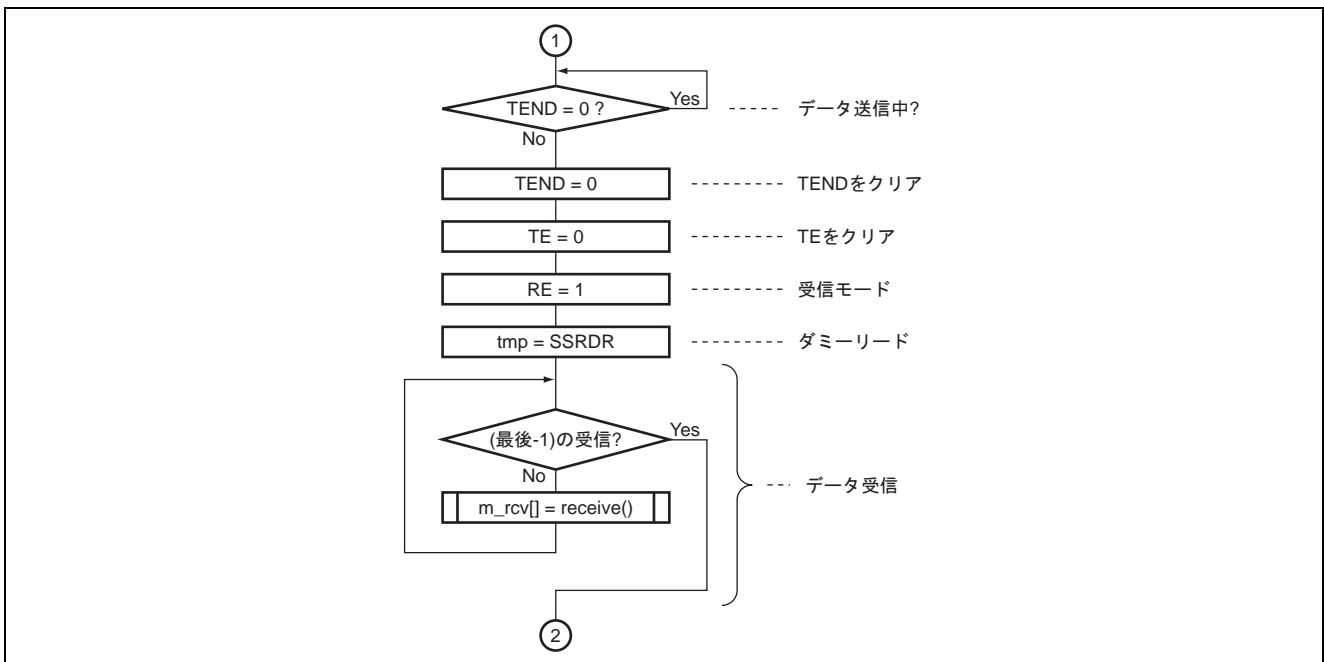 1
TEND = 0 ?
Yes
データ送信中?
No
TEND = 0
TENDをクリア
TE = 0
TEをクリア
RE = 1
受信モード
tmp = SSRDR
ダミーリード
(最後-1)の受信?
Yes
No
データ受信
m_rcv[] = receive()
2